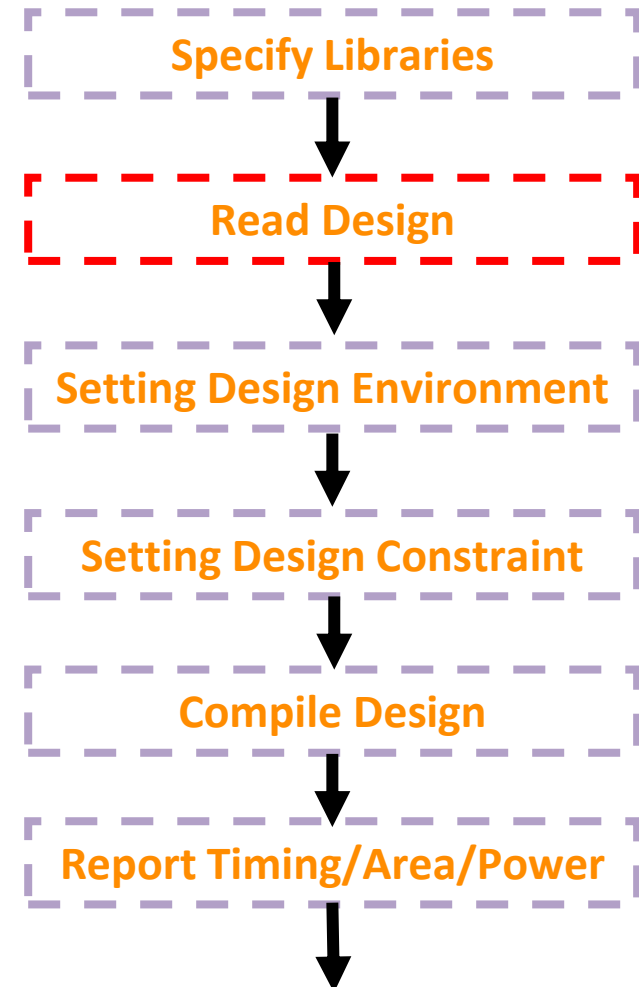 Specify Libraries
Read Design
Setting Design Environment
Setting Design Constraint
Compile Design
Report Timing/Area/Power